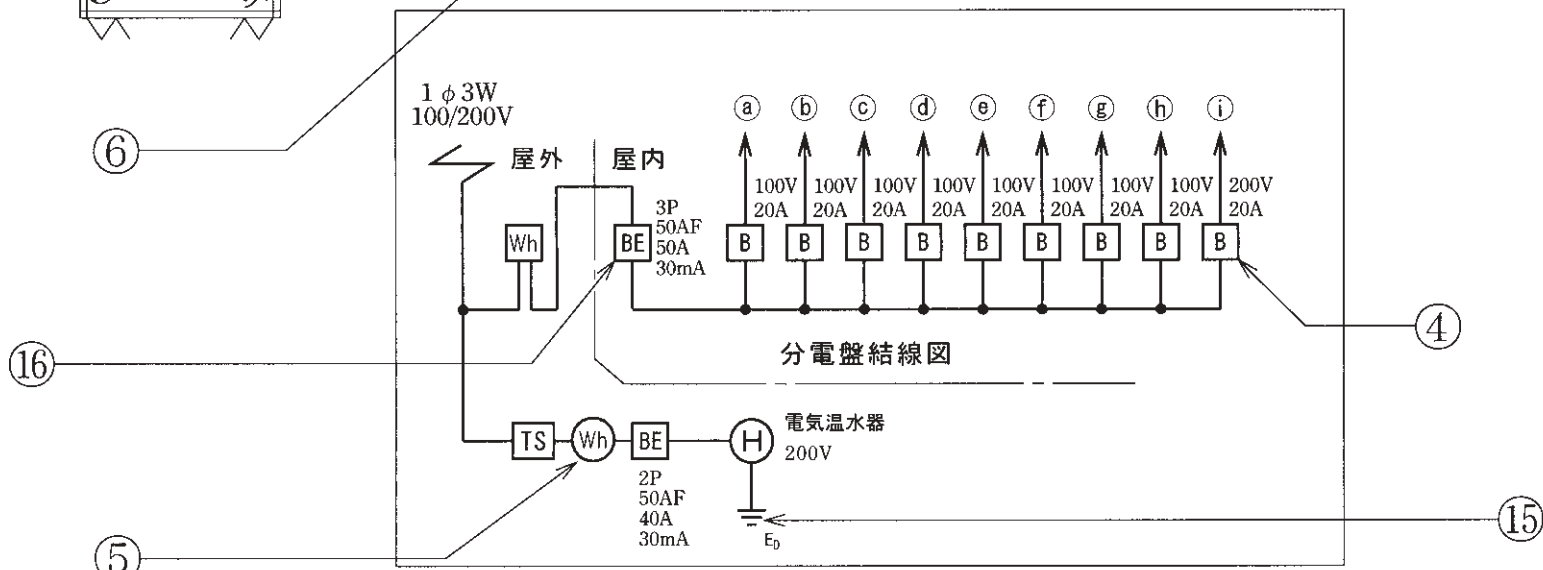 1φ3W
100/200V
屋外
屋内
ⓐ ⓑ ⓒ ⓓ ⓔ ⓕ ⓖ ⓗ ⓘ
100V 100V 100V 100V 100V 100V 100V 100V 200V
20A 20A 20A 20A 20A 20A 20A 20A 20A
Wh
BE
3P
50AF
50A
30mA
B B B B B B B B B
⑥
④
⑯
分電盤結線図
TS
Wh
BE
2P
50AF
40A
30mA
H
電気温水器
200V
E_D
⑮
⑤